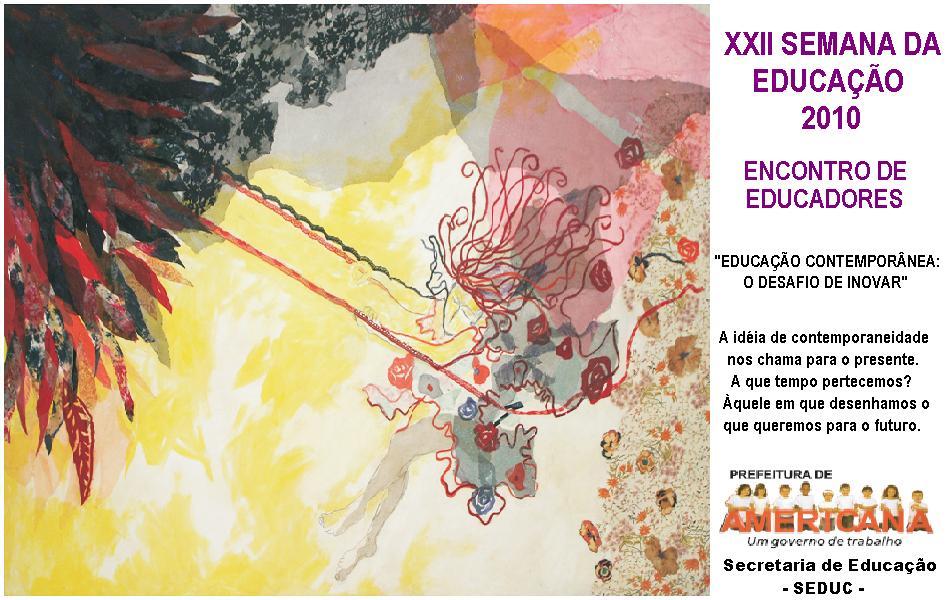 XXII SEMANA DA
EDUCAÇÃO
2010
ENCONTRO DE
EDUCADORES
"EDUCAÇÃO CONTEMPORÂNEA:
O DESAFIO DE INOVAR"
A idéia de contemporaneidade
nos chama para o presente.
A que tempo pertecemos?
Àquele em que desenhamos o
que queremos para o futuro.
PREFEITURA DE
AMERICANA
Um governo de trabalho
Secretaria de Educação
- SEDUC -